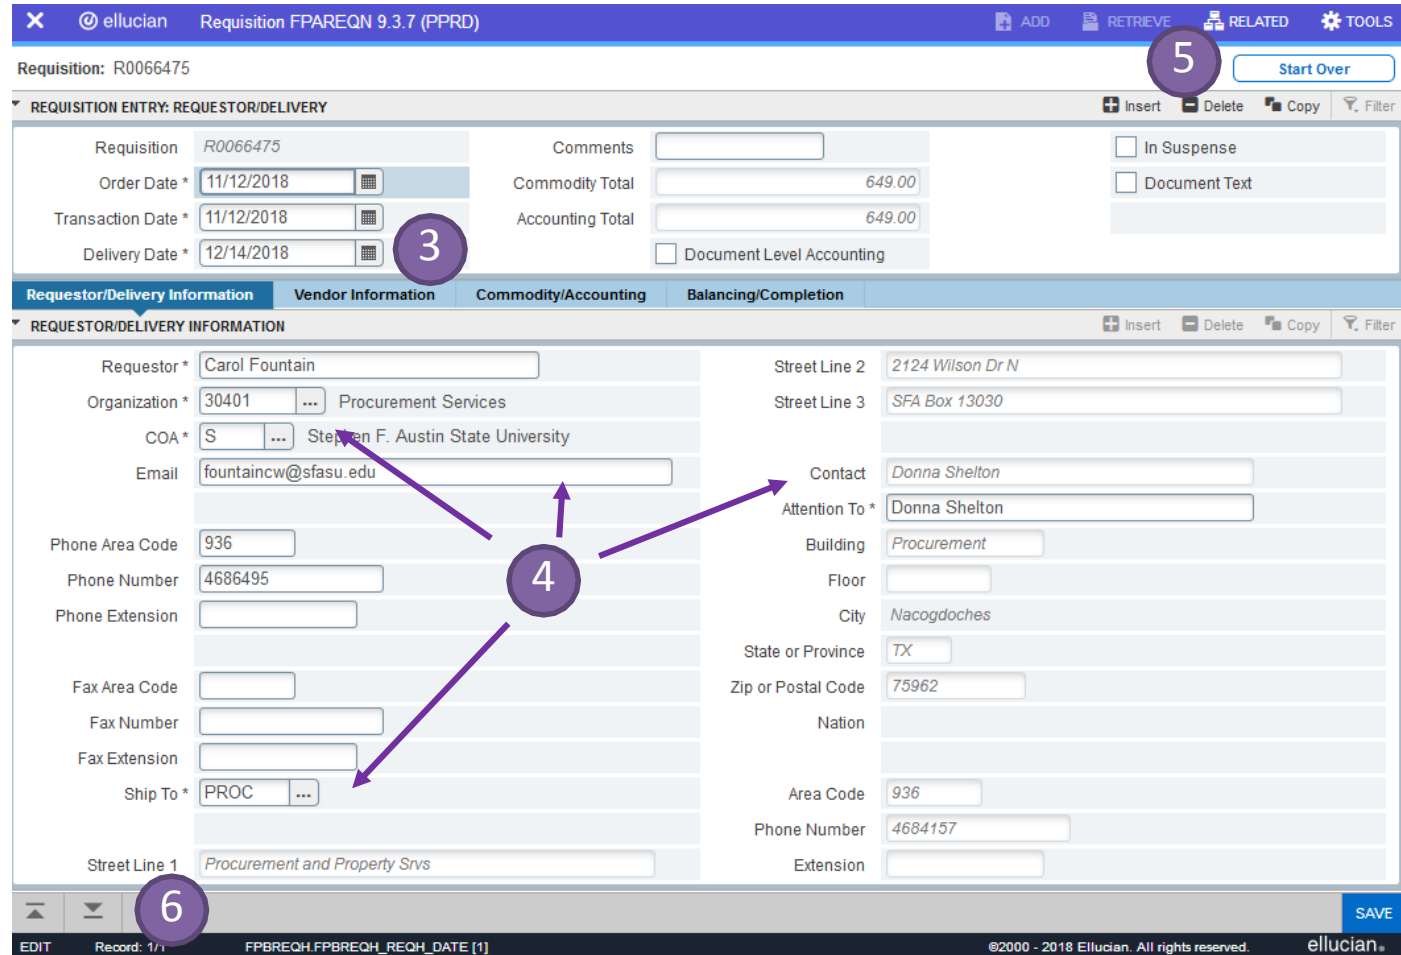 ellucian Requisition FPAREQN 9.3.7 (PPRD) ADD RETRIEVE RELATED TOOLS
Requisition: R0066475 5 Start Over
REQUISITION ENTRY: REQUESTOR/DELIVERY Insert Delete Copy Filter
Requisition R0066475 Comments In Suspense
Order Date * 11/12/2018 Commodity Total 649.00 Document Text
Transaction Date * 11/12/2018 Accounting Total 649.00
Delivery Date * 12/14/2018 3 Document Level Accounting
Requestor/Delivery Information Vendor Information Commodity/Accounting Balancing/Completion
REQUESTOR/DELIVERY INFORMATION Insert Delete Copy Filter
Requestor * Carol Fountain Street Line 2 2124 Wilson Dr N
Organization * 30401 ... Procurement Services Street Line 3 SFA Box 13030
COA * S ... Stephen F. Austin State University
Email fountaincw@sfasu.edu Contact Donna Shelton
Attention To * Donna Shelton
Phone Area Code 936 Building Procurement
Phone Number 4686495 4 Floor
Phone Extension City Nacogdoches
State or Province TX
Fax Area Code Zip or Postal Code 75962
Fax Number Nation
Fax Extension
Ship To * PROC ... Area Code 936
Phone Number 4684157
Street Line 1 Procurement and Property Srvs Extension
6 SAVE
EDIT Record: 1/1 FPBREQH.FPBREQH_REQH_DATE [1] ©2000 - 2018 Ellucian. All rights reserved. ellucian